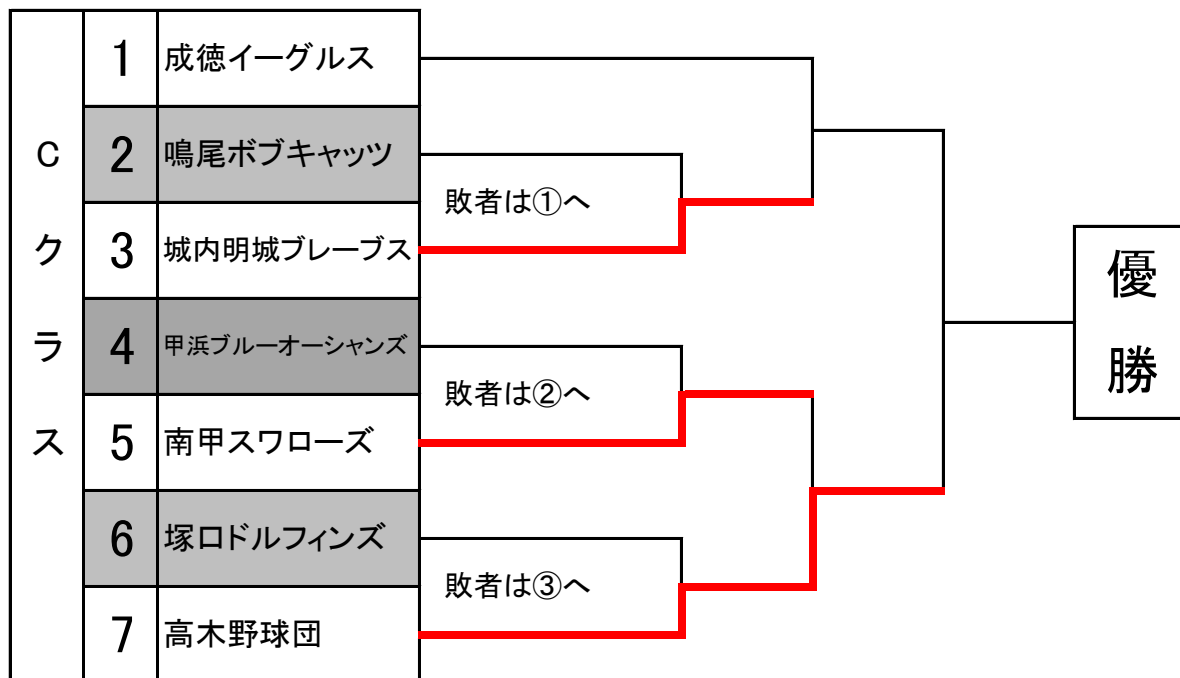 Cクラス
1 成徳イーグルス
2 鳴尾ボブキャッツ
敗者は①へ
3 城内明城ブレーブス
4 甲浜ブルーオーシャンズ
敗者は②へ
5 南甲スワローズ
6 塚口ドルフィンズ
敗者は③へ
7 高木野球団
優勝